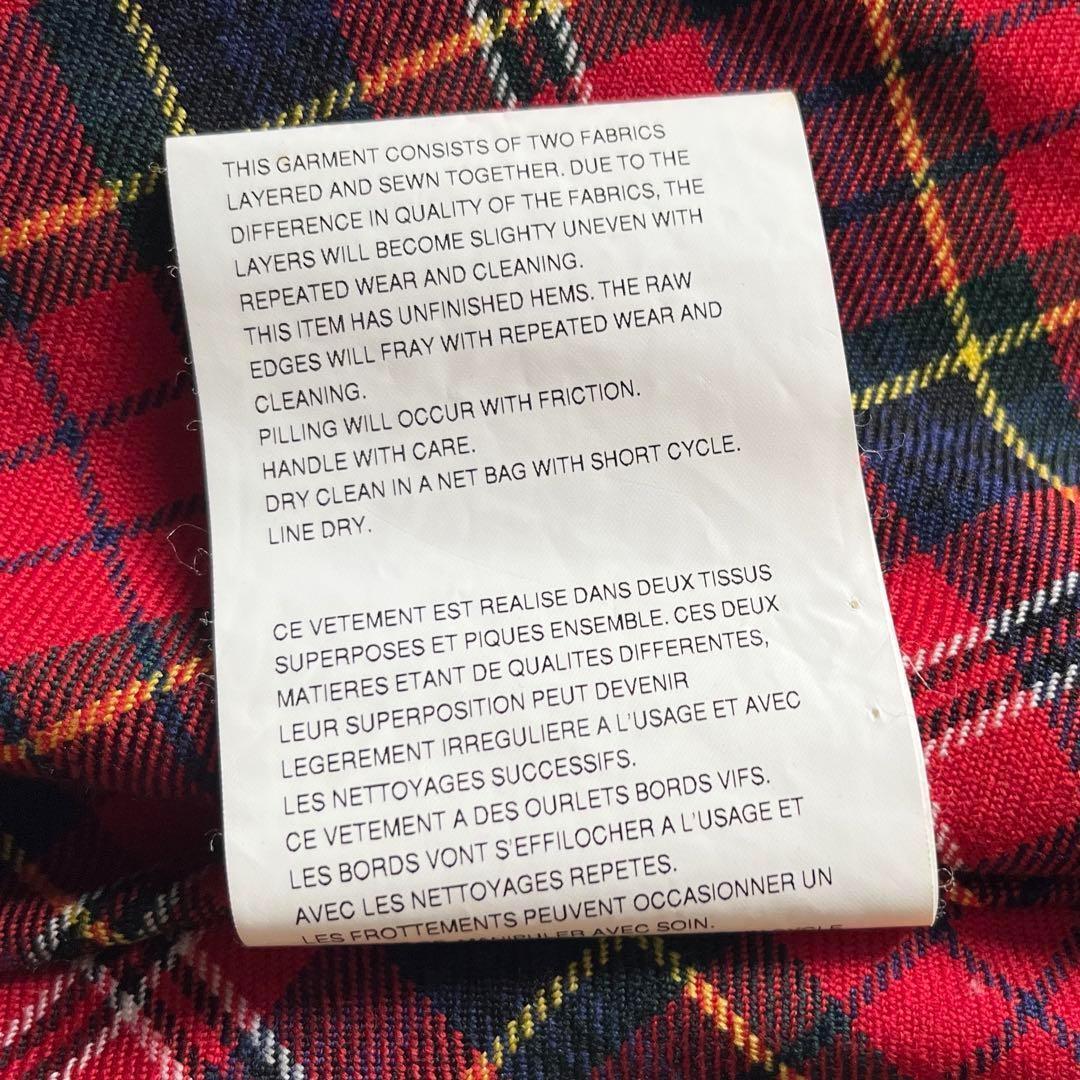 THIS GARMENT CONSISTS OF TWO FABRICS
LAYERED AND SEWN TOGETHER. DUE TO THE
DIFFERENCE IN QUALITY OF THE FABRICS, THE
LAYERS WILL BECOME SLIGHTY UNEVEN WITH
REPEATED WEAR AND CLEANING.
THIS ITEM HAS UNFINISHED HEMS. THE RAW
EDGES WILL FRAY WITH REPEATED WEAR AND
CLEANING.
PILLING WILL OCCUR WITH FRICTION.
HANDLE WITH CARE.
DRY CLEAN IN A NET BAG WITH SHORT CYCLE.
LINE DRY.
CE VETEMENT EST REALISE DANS DEUX TISSUS
SUPERPOSES ET PIQUES ENSEMBLE. CES DEUX
MATIERES ETANT DE QUALITES DIFFERENTES,
LEUR SUPERPOSITION PEUT DEVENIR
LEGEREMENT IRREGULIERE A L'USAGE ET AVEC
LES NETTOYAGES SUCCESSIFS.
CE VETEMENT A DES OURLETS BORDS VIFS.
LES BORDS VONT S'EFFILOCHER A L'USAGE ET
AVEC LES NETTOYAGES REPETES.
LES FROTTEMENTS PEUVENT OCCASIONNER UN
MANIPULER AVEC SOIN.